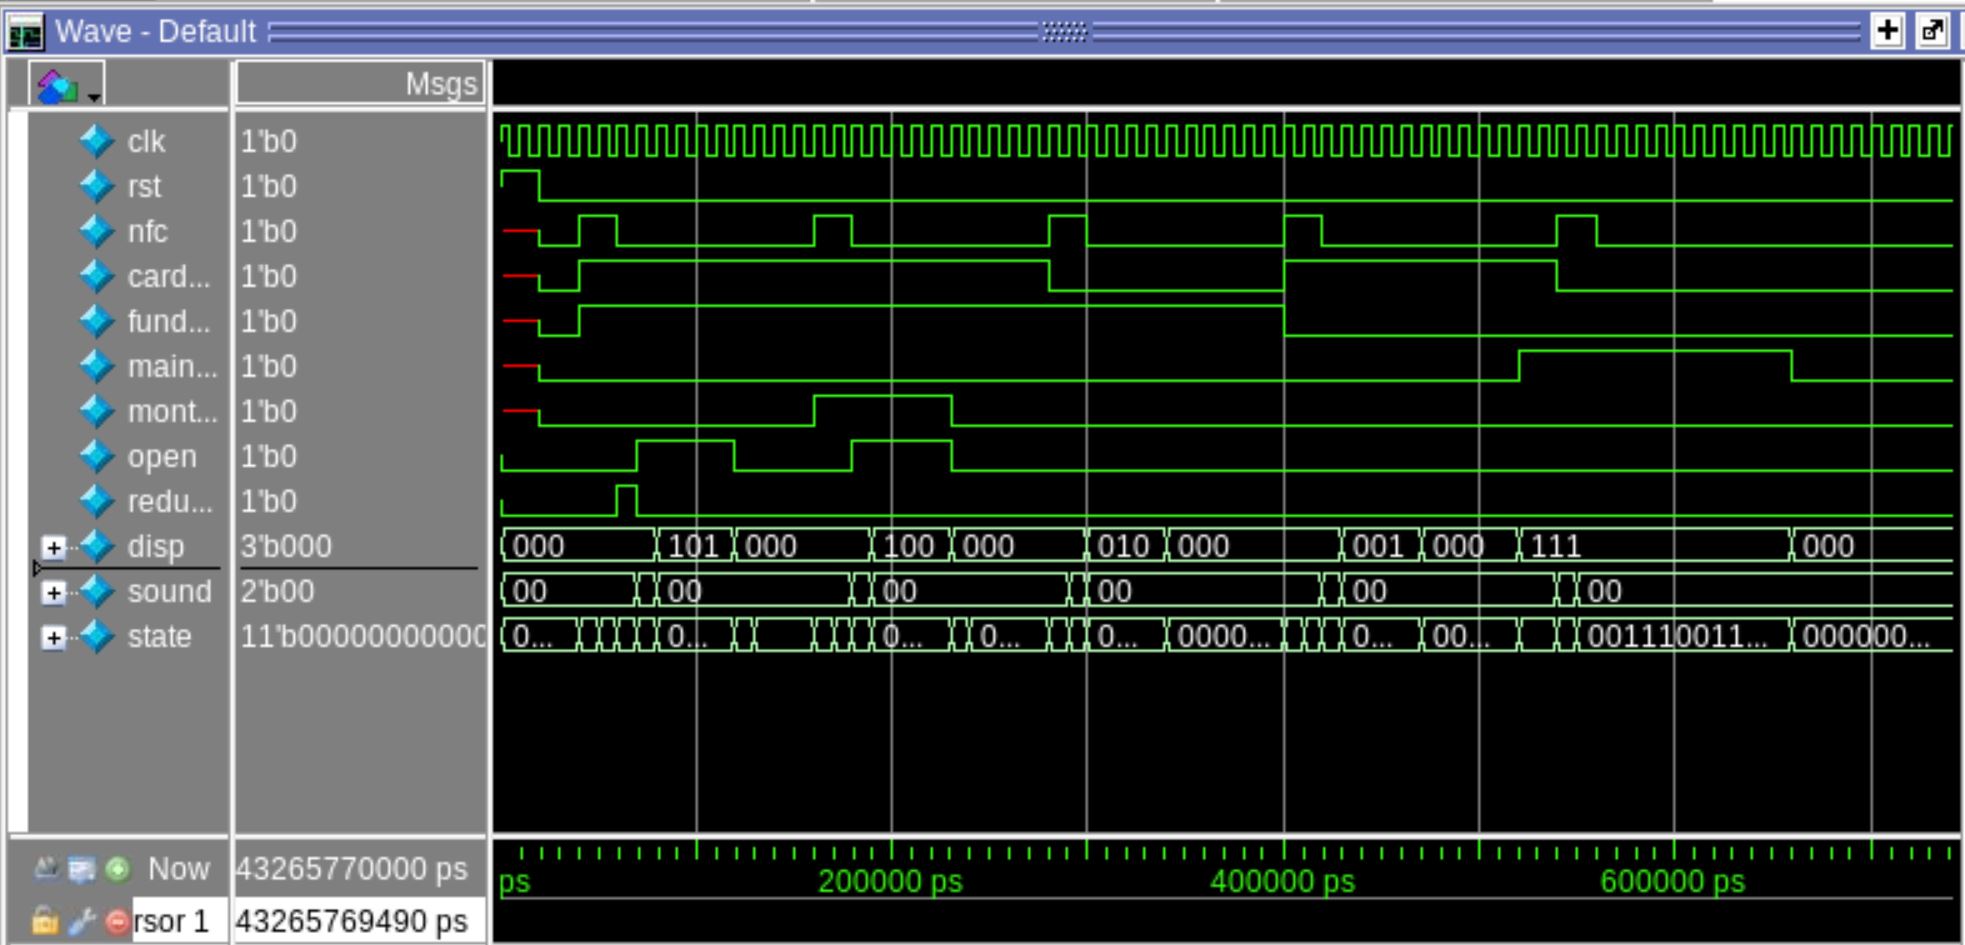 Wave - Default
Msgs
clk 1'b0
rst 1'b0
nfc 1'b0
card... 1'b0
fund... 1'b0
main... 1'b0
mont... 1'b0
open 1'b0
redu... 1'b0
disp 3'b000 000 101 000 100 000 010 000 001 000 111 000
sound 2'b00 00 00 00 00 00 00
state 11'b00000000000 0... 0... 0... 0... 0... 0000... 0... 00... 001110011... 000000...
Now 43265770000 ps ps 200000 ps 400000 ps 600000 ps
rsor 1 43265769490 ps